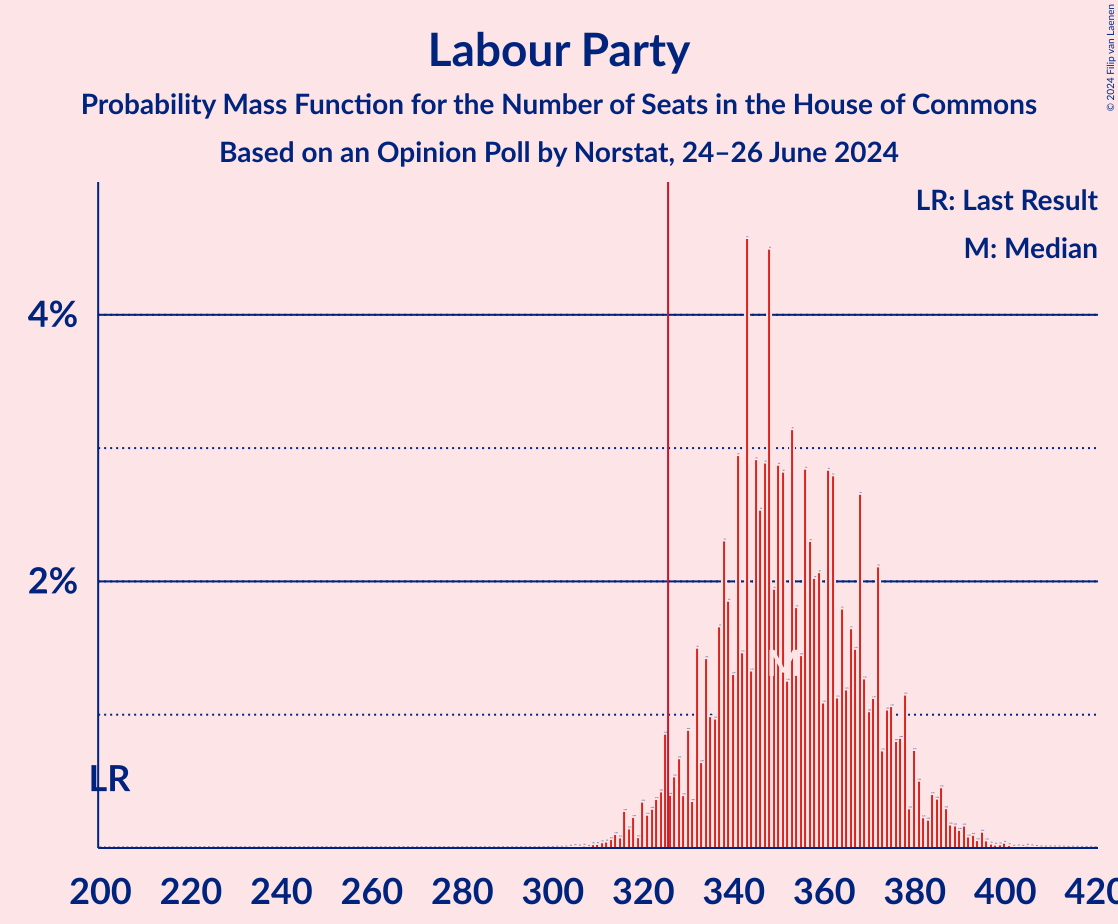 Labour Party
Probability Mass Function for the Number of Seats in the House of Commons
Based on an Opinion Poll by Norstat, 24–26 June 2024
© 2024 Filip van Laenen
LR: Last Result
M: Median
4%
2%
M
LR
200 220 240 260 280 300 320 340 360 380 400 420